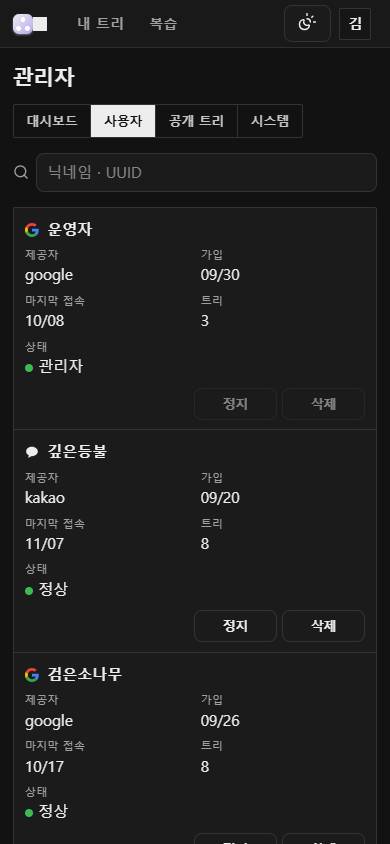 내 트리 복습 김
관리자
대시보드 사용자 공개 트리 시스템
닉네임 · UUID
운영자
제공자 가입
google 09/30
마지막 접속 트리
10/08 3
상태
관리자
정지 삭제
깊은등불
제공자 가입
kakao 09/20
마지막 접속 트리
11/07 8
상태
정상
정지 삭제
검은소나무
제공자 가입
google 09/26
마지막 접속 트리
10/17 8
상태
정상